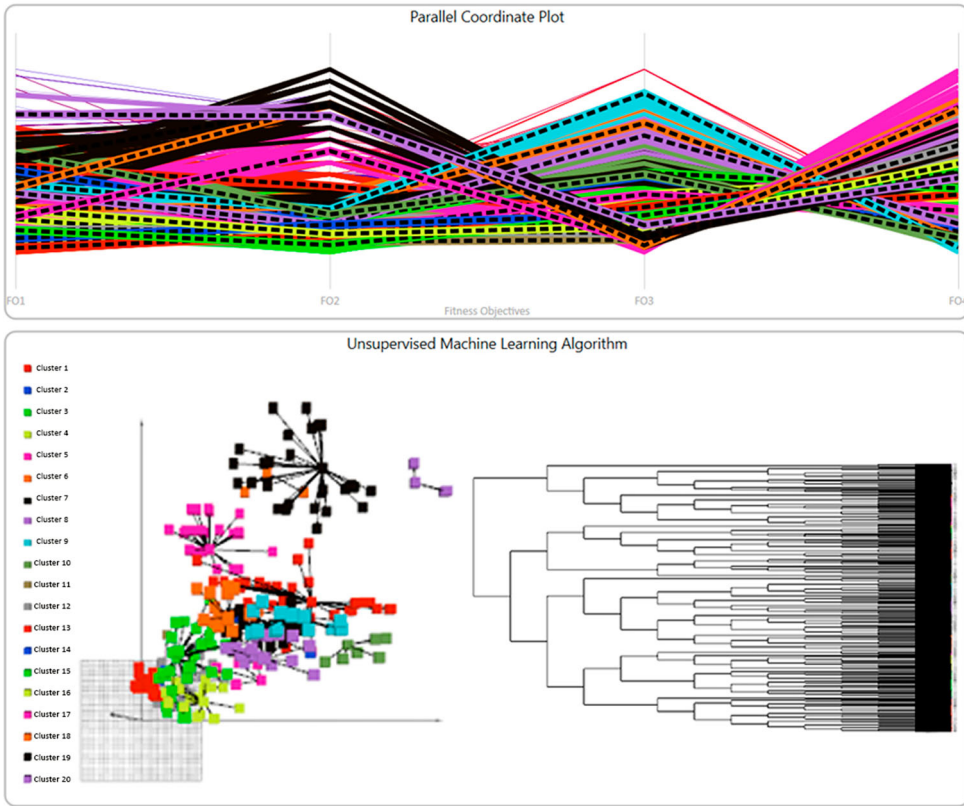 Parallel Coordinate Plot
FO1 FO2 FO3 FO4
Fitness Objectives
Unsupervised Machine Learning Algorithm
Cluster 1
Cluster 2
Cluster 3
Cluster 4
Cluster 5
Cluster 6
Cluster 7
Cluster 8
Cluster 9
Cluster 10
Cluster 11
Cluster 12
Cluster 13
Cluster 14
Cluster 15
Cluster 16
Cluster 17
Cluster 18
Cluster 19
Cluster 20